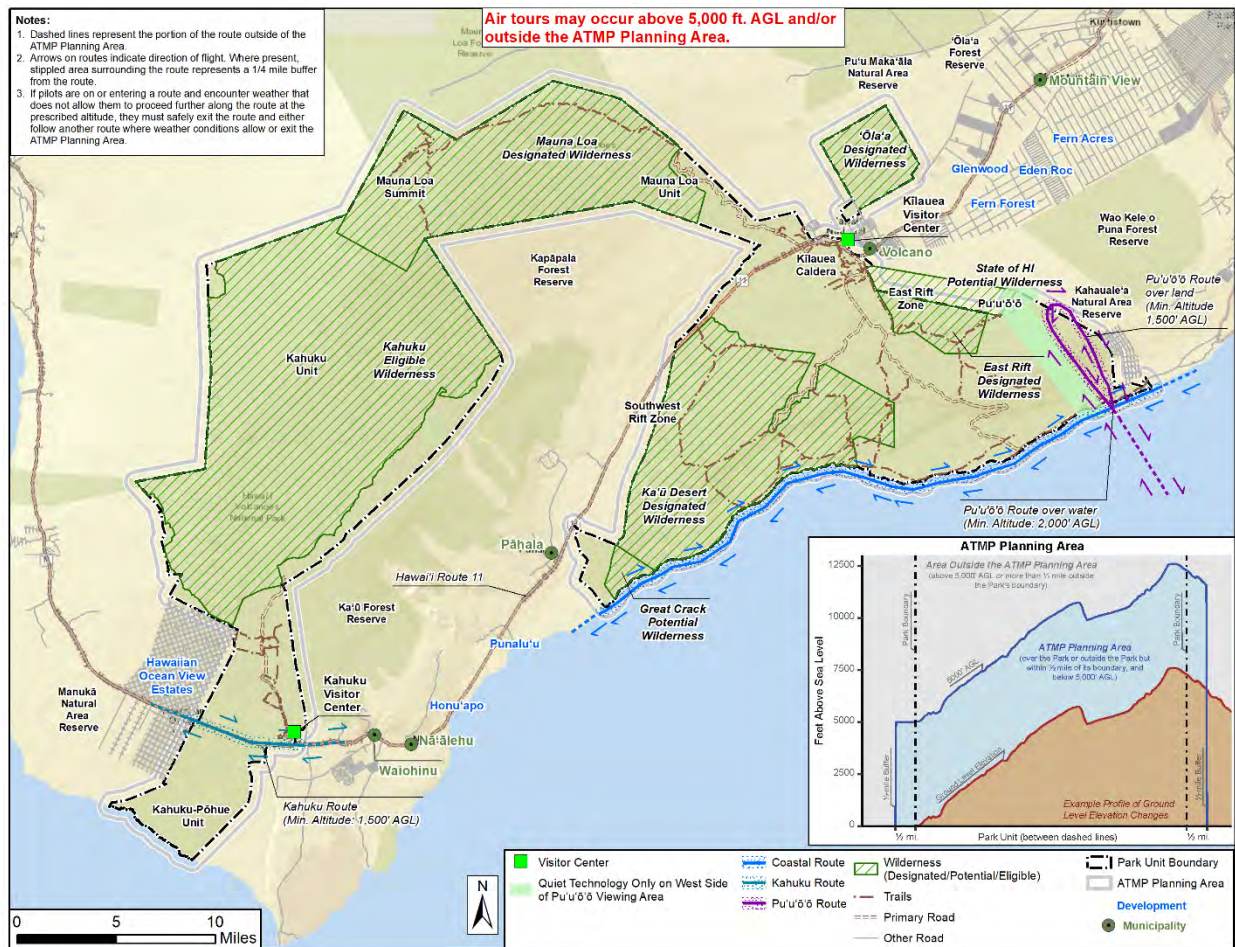 Notes:
1. Dashed lines represent the portion of the route outside of the
ATMP Planning Area.
2. Arrows on routes indicate direction of flight. Where present,
stippled area surrounding the route represents a 1/4 mile buffer
from the route.
3. If pilots are on or entering a route and encounter weather that
does not allow them to proceed further along the route at the
prescribed altitude, they must safely exit the route and either
follow another route where weather conditions allow or exit the
ATMP Planning Area.
Air tours may occur above 5,000 ft. AGL and/or
outside the ATMP Planning Area.
Loa Forest
Reserve
Kurtistown
ʻŌlaʻa
Forest
Reserve
Puʻu Makaʻāla
Natural Area
Reserve
Mountain View
Mauna Loa
Designated Wilderness
ʻŌlaʻa
Designated
Wilderness
Fern Acres
Glenwood
Eden Roc
Fern Forest
Mauna Loa
Summit
Mauna Loa
Unit
Kīlauea
Visitor
Center
Wao Kele o
Puna Forest
Reserve
Volcano
Kapāpala
Forest
Reserve
Kīlauea
Caldera
State of HI
Potential Wilderness
East Rift
Zone
Puʻuʻōʻō
Kahaualeʻa
Natural Area
Reserve
Puʻuʻōʻō Route
over land
(Min. Altitude
1,500' AGL)
11
Kahuku
Unit
Kahuku
Eligible
Wilderness
East Rift
Designated
Wilderness
Southwest
Rift Zone
Kaʻū Desert
Designated
Wilderness
Puʻuʻōʻō Route over water
(Min. Altitude: 2,000' AGL)
Hawaiʻi
Volcanoes
National Park
Pāhala
Hawaiʻi Route 11
Great Crack
Potential
Wilderness
Kaʻū Forest
Reserve
Punaluʻu
Hawaiian
Ocean View
Estates
Kahuku
Visitor
Center
Honuʻapo
Manukā
Natural
Area
Reserve
Nāʻālehu
Waiohinu
Kahuku-Pōhue
Unit
Kahuku Route
(Min. Altitude: 1,500' AGL)
ATMP Planning Area
Area Outside the ATMP Planning Area
(above 5,000' AGL or more than ½ mile outside
the Park's Boundary)
Park Boundary
Park Boundary
ATMP Planning Area
(over the Park or outside the Park but
within ½ mile of its boundary, and
below 5,000' AGL)
5000' AGL
Ground Level Elevation
Example Profile of Ground
Level Elevation Changes
½-mile Buffer
½-mile Buffer
Feet Above Sea Level
12500
10000
7500
5000
2500
0
½ mi.
Park Unit (between dashed lines)
½ mi.
Visitor Center
Quiet Technology Only on West Side
of Puʻuʻōʻō Viewing Area
Coastal Route
Kahuku Route
Puʻuʻōʻō Route
Wilderness
(Designated/Potential/Eligible)
Trails
Primary Road
Other Road
Park Unit Boundary
ATMP Planning Area
Development
Municipality
N
0 5 10
Miles